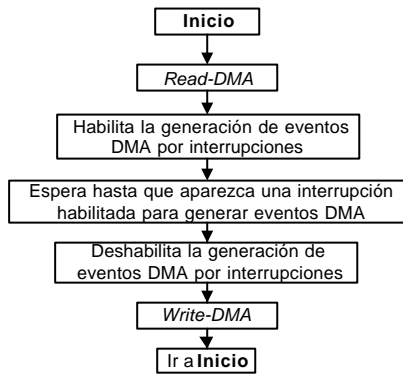 Inicio
Read-DMA
Habilita la generación de eventos
DMA por interrupciones
Espera hasta que aparezca una interrupción
habilitada para generar eventos DMA
Deshabilita la generación de
eventos DMA por interrupciones
Write-DMA
Ir a Inicio